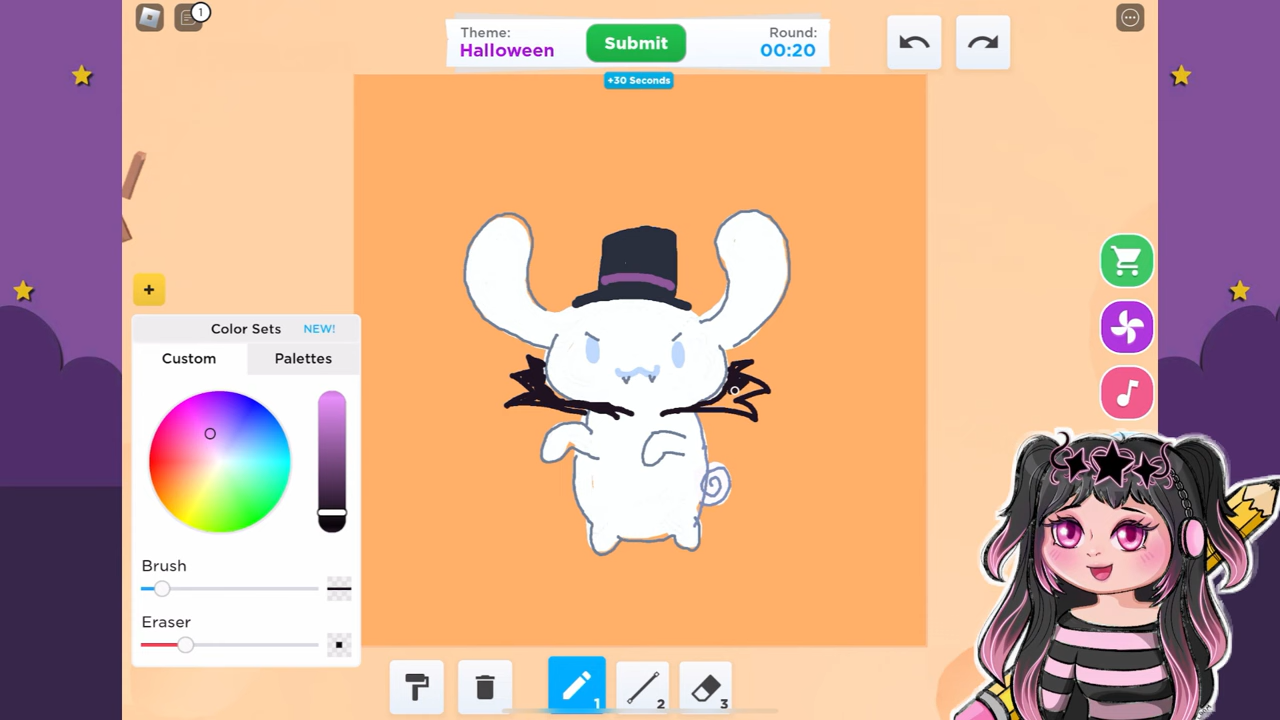 1
Theme:
Halloween
Submit
Round:
00:20
+30 Seconds
+
Color Sets NEW!
Custom
Palettes
Brush
Eraser
1
2
3